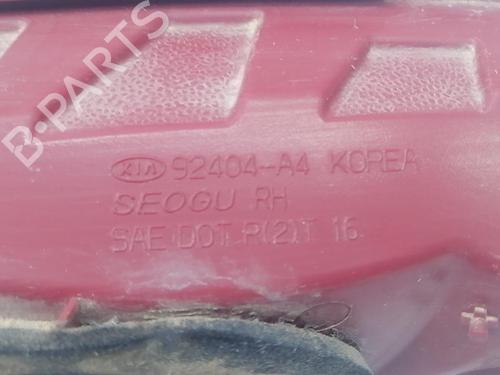 B-PARTS
KIA 92404-A4 KOREA
SEOGU RH
SAE DOT P(2)T 16